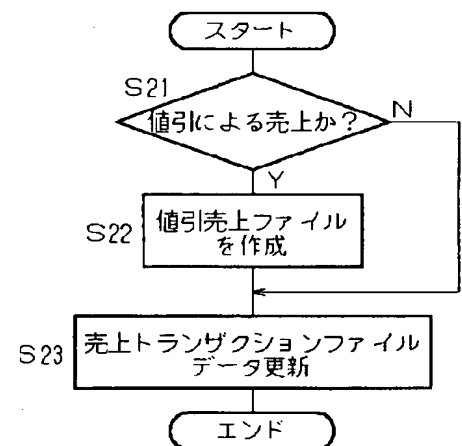 スタート
S21
値引による売上か?
N
Y
S22
値引売上ファイル
を作成
S23
売上トランザクションファイル
データ更新
エンド